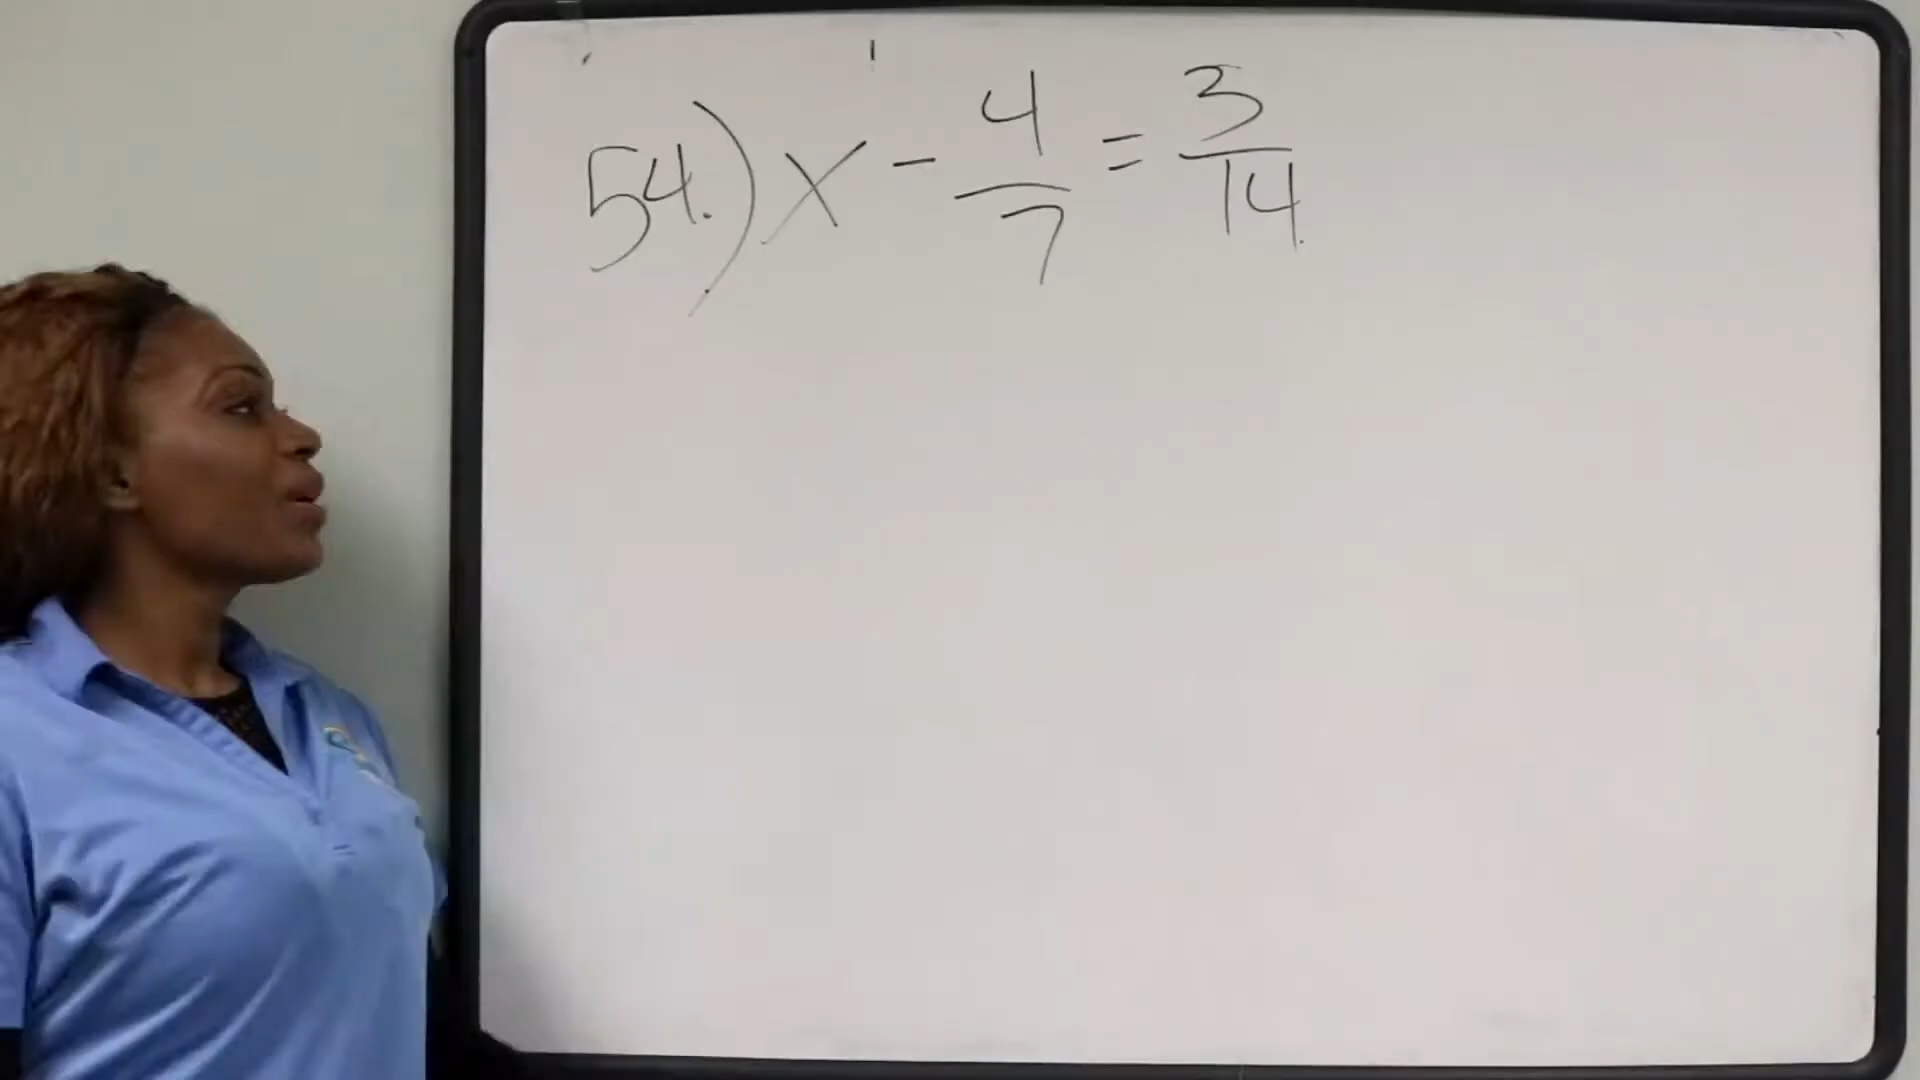 54.) x - 4/7 = 3/14